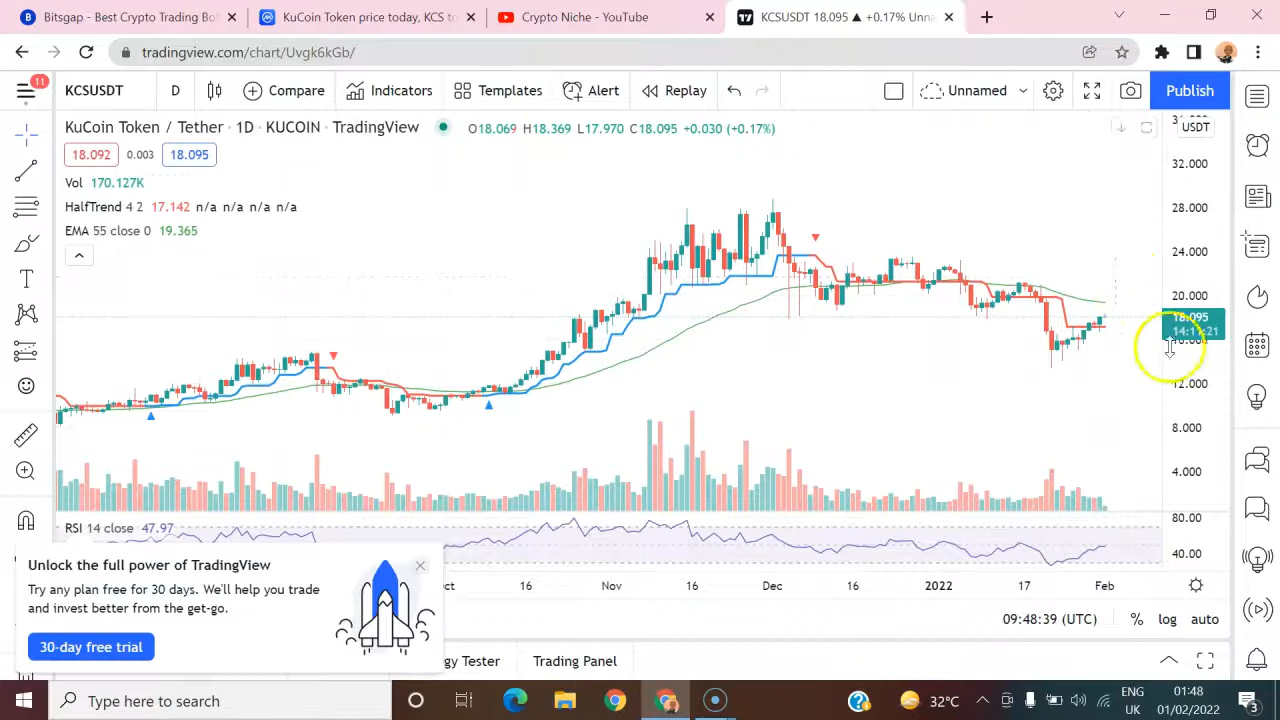 Bitsgap - Best Crypto Trading Bo
KuCoin Token price today, KCS to
Crypto Niche - YouTube
KCSUSDT 18.095 ▲ +0.17% Unna
tradingview.com/chart/Uvgk6kGb/
11
KCSUSDT D Compare Indicators Templates Alert Replay Unnamed Publish
KuCoin Token / Tether · 1D · KUCOIN · TradingView O18.069 H18.369 L17.970 C18.095 +0.030 (+0.17%)
USDT
18.092 0.003 18.095
32.000
Vol 170.127K
HalfTrend 4 2 17.142 n/a n/a n/a n/a
28.000
EMA 55 close 0 19.365
24.000
20.000
18.095
14:11:21
12.000
8.000
4.000
80.00
RSI 14 close 47.97
40.00
Unlock the full power of TradingView
Try any plan free for 30 days. We'll help you trade
and invest better from the get-go.
30-day free trial
16 Nov 16 Dec 16 2022 17 Feb
09:48:39 (UTC) % log auto
Tester Trading Panel
Type here to search
32°C
ENG
UK
01:48
01/02/2022
3